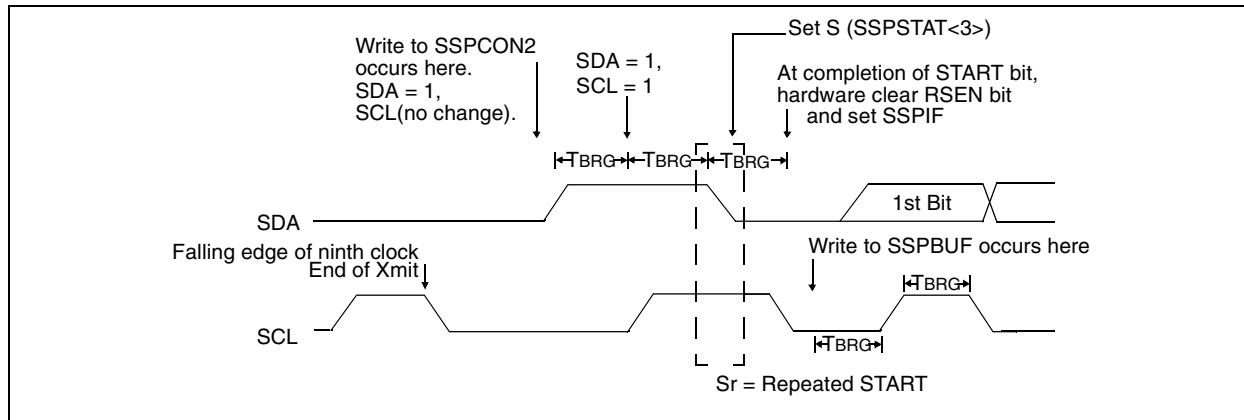 Set S (SSPSTAT<3>)
Write to SSPCON2
occurs here.
SDA = 1,
SCL(no change).
SDA = 1,
SCL = 1
At completion of START bit,
hardware clear RSEN bit
and set SSPIF
TBRG TBRG TBRG
SDA
1st Bit
Falling edge of ninth clock
End of Xmit
Write to SSPBUF occurs here
TBRG
SCL
TBRG
Sr = Repeated START